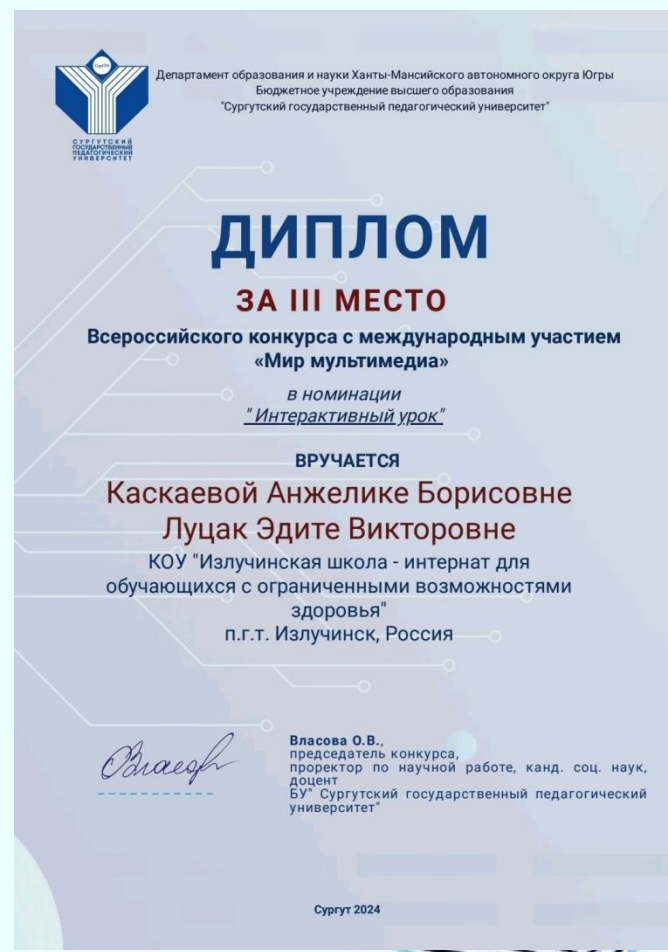 СурГПУ
СУРГУТСКИЙ
ГОСУДАРСТВЕННЫЙ
ПЕДАГОГИЧЕСКИЙ
УНИВЕРСИТЕТ
Департамент образования и науки Ханты-Мансийского автономного округа Югры
Бюджетное учреждение высшего образования
"Сургутский государственный педагогический университет"
ДИПЛОМ
ЗА III МЕСТО
Всероссийского конкурса с международным участием
«Мир мультимедиа»
в номинации
" Интерактивный урок"
ВРУЧАЕТСЯ
Каскаевой Анжелике Борисовне
Луцак Эдите Викторовне
КОУ "Излучинская школа - интернат для
обучающихся с ограниченными возможностями
здоровья"
п.г.т. Излучинск, Россия
Власова О.В.,
председатель конкурса,
проректор по научной работе, канд. соц. наук,
доцент
БУ" Сургутский государственный педагогический
университет"
Сургут 2024